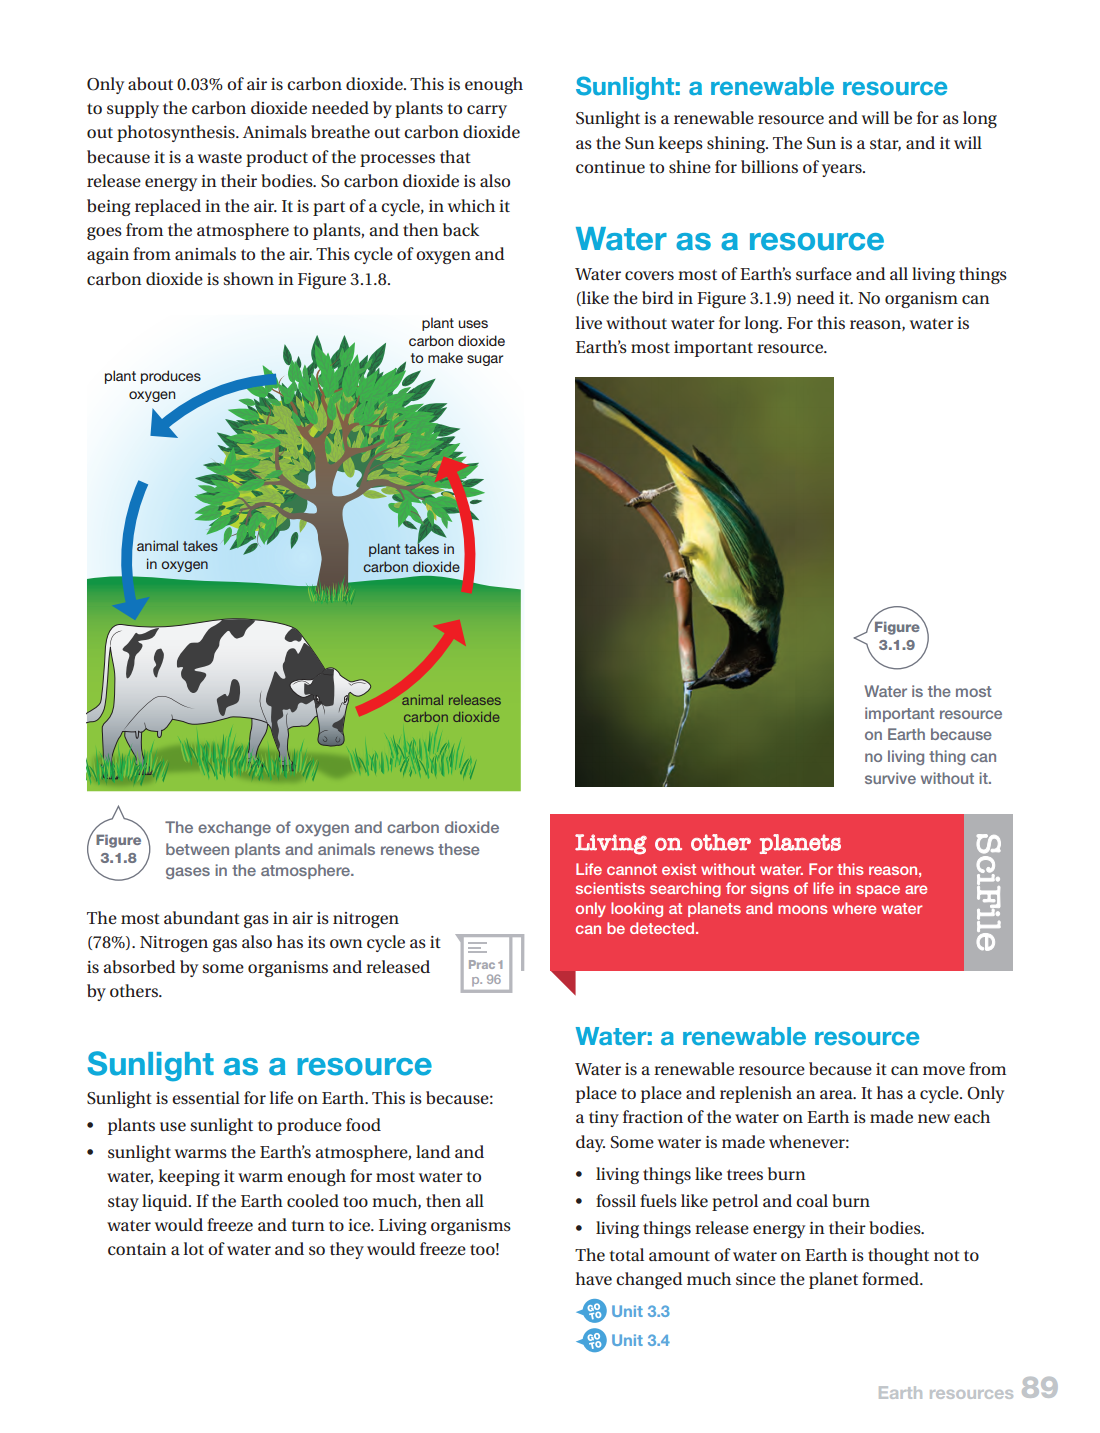 Only about 0.03% of air is carbon dioxide. This is enough
to supply the carbon dioxide needed by plants to carry
out photosynthesis. Animals breathe out carbon dioxide
because it is a waste product of the processes that
release energy in their bodies. So carbon dioxide is also
being replaced in the air. It is part of a cycle, in which it
goes from the atmosphere to plants, and then back
again from animals to the air. This cycle of oxygen and
carbon dioxide is shown in Figure 3.1.8.
plant uses
carbon dioxide
to make sugar
plant produces
oxygen
animal takes
in oxygen
plant takes in
carbon dioxide
animal releases
carbon dioxide
Figure
3.1.8
The exchange of oxygen and carbon dioxide
between plants and animals renews these
gases in the atmosphere.
The most abundant gas in air is nitrogen
(78%). Nitrogen gas also has its own cycle as it
is absorbed by some organisms and released
by others.
Prac 1
p. 96
Sunlight as a resource
Sunlight is essential for life on Earth. This is because:
• plants use sunlight to produce food
• sunlight warms the Earth's atmosphere, land and
water, keeping it warm enough for most water to
stay liquid. If the Earth cooled too much, then all
water would freeze and turn to ice. Living organisms
contain a lot of water and so they would freeze too!
Sunlight: a renewable resource
Sunlight is a renewable resource and will be for as long
as the Sun keeps shining. The Sun is a star, and it will
continue to shine for billions of years.
Water as a resource
Water covers most of Earth's surface and all living things
(like the bird in Figure 3.1.9) need it. No organism can
live without water for long. For this reason, water is
Earth's most important resource.
Figure
3.1.9
Water is the most
important resource
on Earth because
no living thing can
survive without it.
Living on other planets
Life cannot exist without water. For this reason,
scientists searching for signs of life in space are
only looking at planets and moons where water
can be detected.
SciFile
Water: a renewable resource
Water is a renewable resource because it can move from
place to place and replenish an area. It has a cycle. Only
a tiny fraction of the water on Earth is made new each
day. Some water is made whenever:
• living things like trees burn
• fossil fuels like petrol and coal burn
• living things release energy in their bodies.
The total amount of water on Earth is thought not to
have changed much since the planet formed.
GO TO Unit 3.3
GO TO Unit 3.4
Earth resources 89